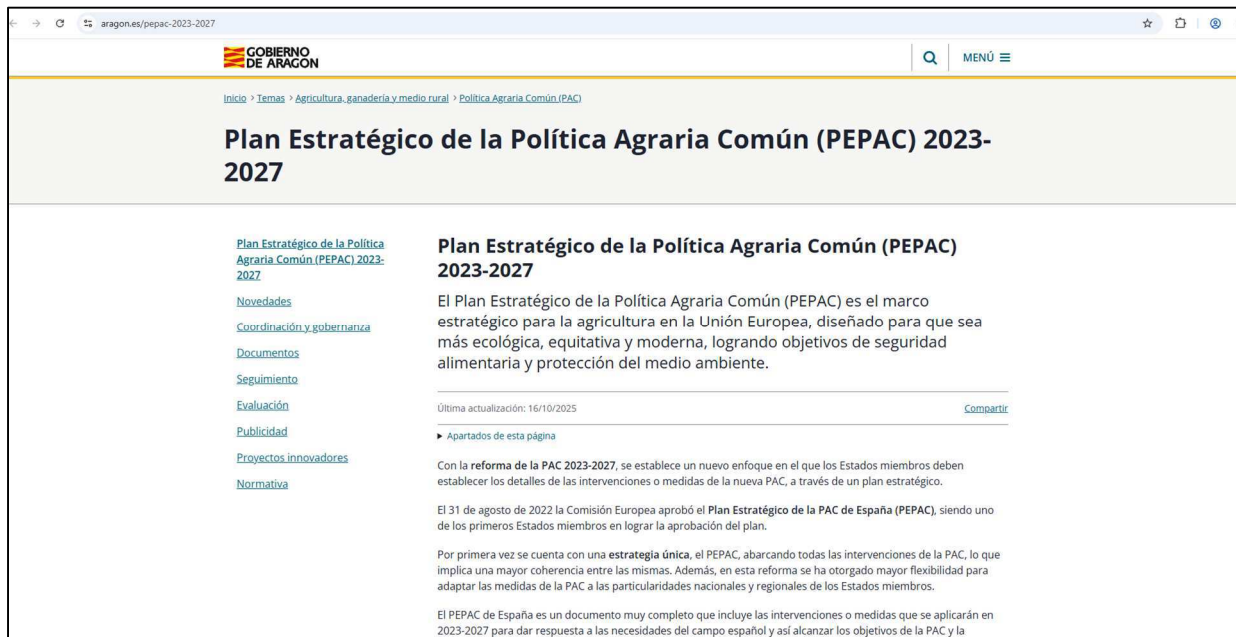 aragon.es/pepac-2023-2027
GOBIERNO
DE ARAGON
MENÚ
Inicio > Temas > Agricultura, ganadería y medio rural > Política Agraria Común (PAC)
Plan Estratégico de la Política Agraria Común (PEPAC) 2023-
2027
Plan Estratégico de la Política
Agraria Común (PEPAC) 2023-
2027
Novedades
Coordinación y gobernanza
Documentos
Seguimiento
Evaluación
Publicidad
Proyectos innovadores
Normativa
Plan Estratégico de la Política Agraria Común (PEPAC)
2023-2027
El Plan Estratégico de la Política Agraria Común (PEPAC) es el marco
estratégico para la agricultura en la Unión Europea, diseñado para que sea
más ecológica, equitativa y moderna, logrando objetivos de seguridad
alimentaria y protección del medio ambiente.
Última actualización: 16/10/2025
Compartir
Apartados de esta página
Con la reforma de la PAC 2023-2027, se establece un nuevo enfoque en el que los Estados miembros deben
establecer los detalles de las intervenciones o medidas de la nueva PAC, a través de un plan estratégico.
El 31 de agosto de 2022 la Comisión Europea aprobó el Plan Estratégico de la PAC de España (PEPAC), siendo uno
de los primeros Estados miembros en lograr la aprobación del plan.
Por primera vez se cuenta con una estrategia única, el PEPAC, abarcando todas las intervenciones de la PAC, lo que
implica una mayor coherencia entre las mismas. Además, en esta reforma se ha otorgado mayor flexibilidad para
adaptar las medidas de la PAC a las particularidades nacionales y regionales de los Estados miembros.
El PEPAC de España es un documento muy completo que incluye las intervenciones o medidas que se aplicarán en
2023-2027 para dar respuesta a las necesidades del campo español y así alcanzar los objetivos de la PAC y la